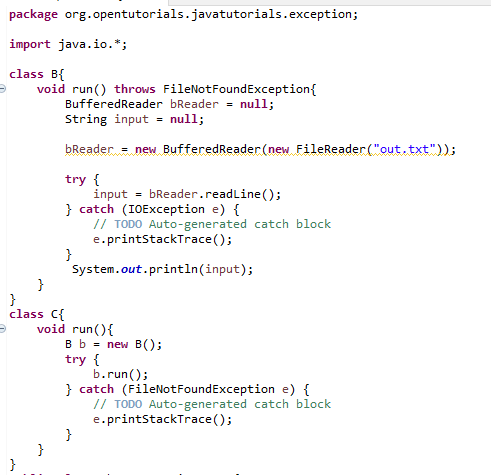 package org.opentutorials.javatutorials.exception;
import java.io.*;
class B{
void run() throws FileNotFoundException{
BufferedReader bReader = null;
String input = null;
bReader = new BufferedReader(new FileReader("out.txt"));
try {
input = bReader.readLine();
} catch (IOException e) {
// TODO Auto-generated catch block
e.printStackTrace();
}
System.out.println(input);
}
}
class C{
void run(){
B b = new B();
try {
b.run();
} catch (FileNotFoundException e) {
// TODO Auto-generated catch block
e.printStackTrace();
}
}
}